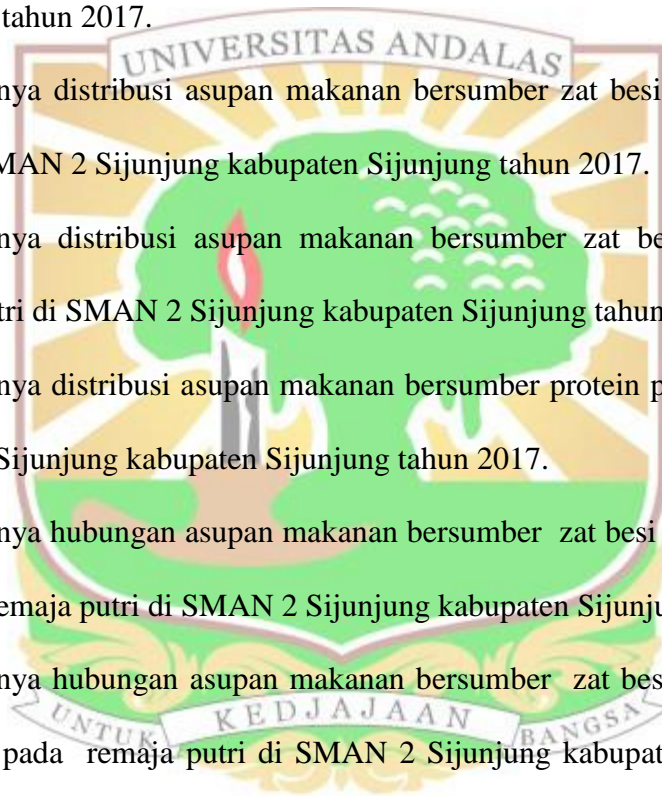 tahun 2017.
UNIVERSITAS ANDALAS
nya distribusi asupan makanan bersumber zat besi
MAN 2 Sijunjung kabupaten Sijunjung tahun 2017.
nya distribusi asupan makanan bersumber zat be
tri di SMAN 2 Sijunjung kabupaten Sijunjung tahun
nya distribusi asupan makanan bersumber protein p
Sijunjung kabupaten Sijunjung tahun 2017.
nya hubungan asupan makanan bersumber zat besi
emaja putri di SMAN 2 Sijunjung kabupaten Sijunju
nya hubungan asupan makanan bersumber zat bes
UNTUK KEDJAJAAN BANGSA
pada remaja putri di SMAN 2 Sijunjung kabupat